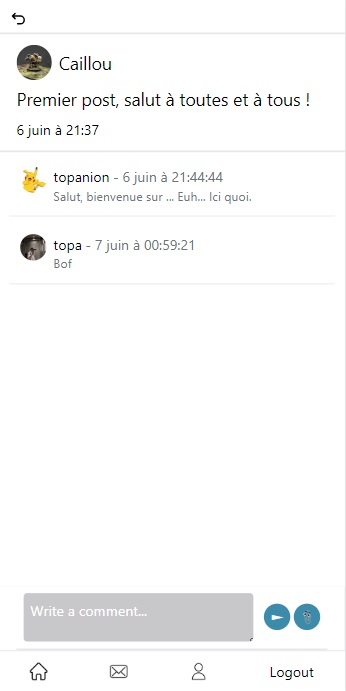 Caillou
Premier post, salut à toutes et à tous !
6 juin à 21:37
topanion - 6 juin à 21:44:44
Salut, bienvenue sur ... Euh... Ici quoi.
topa - 7 juin à 00:59:21
Bof
Write a comment...
Logout